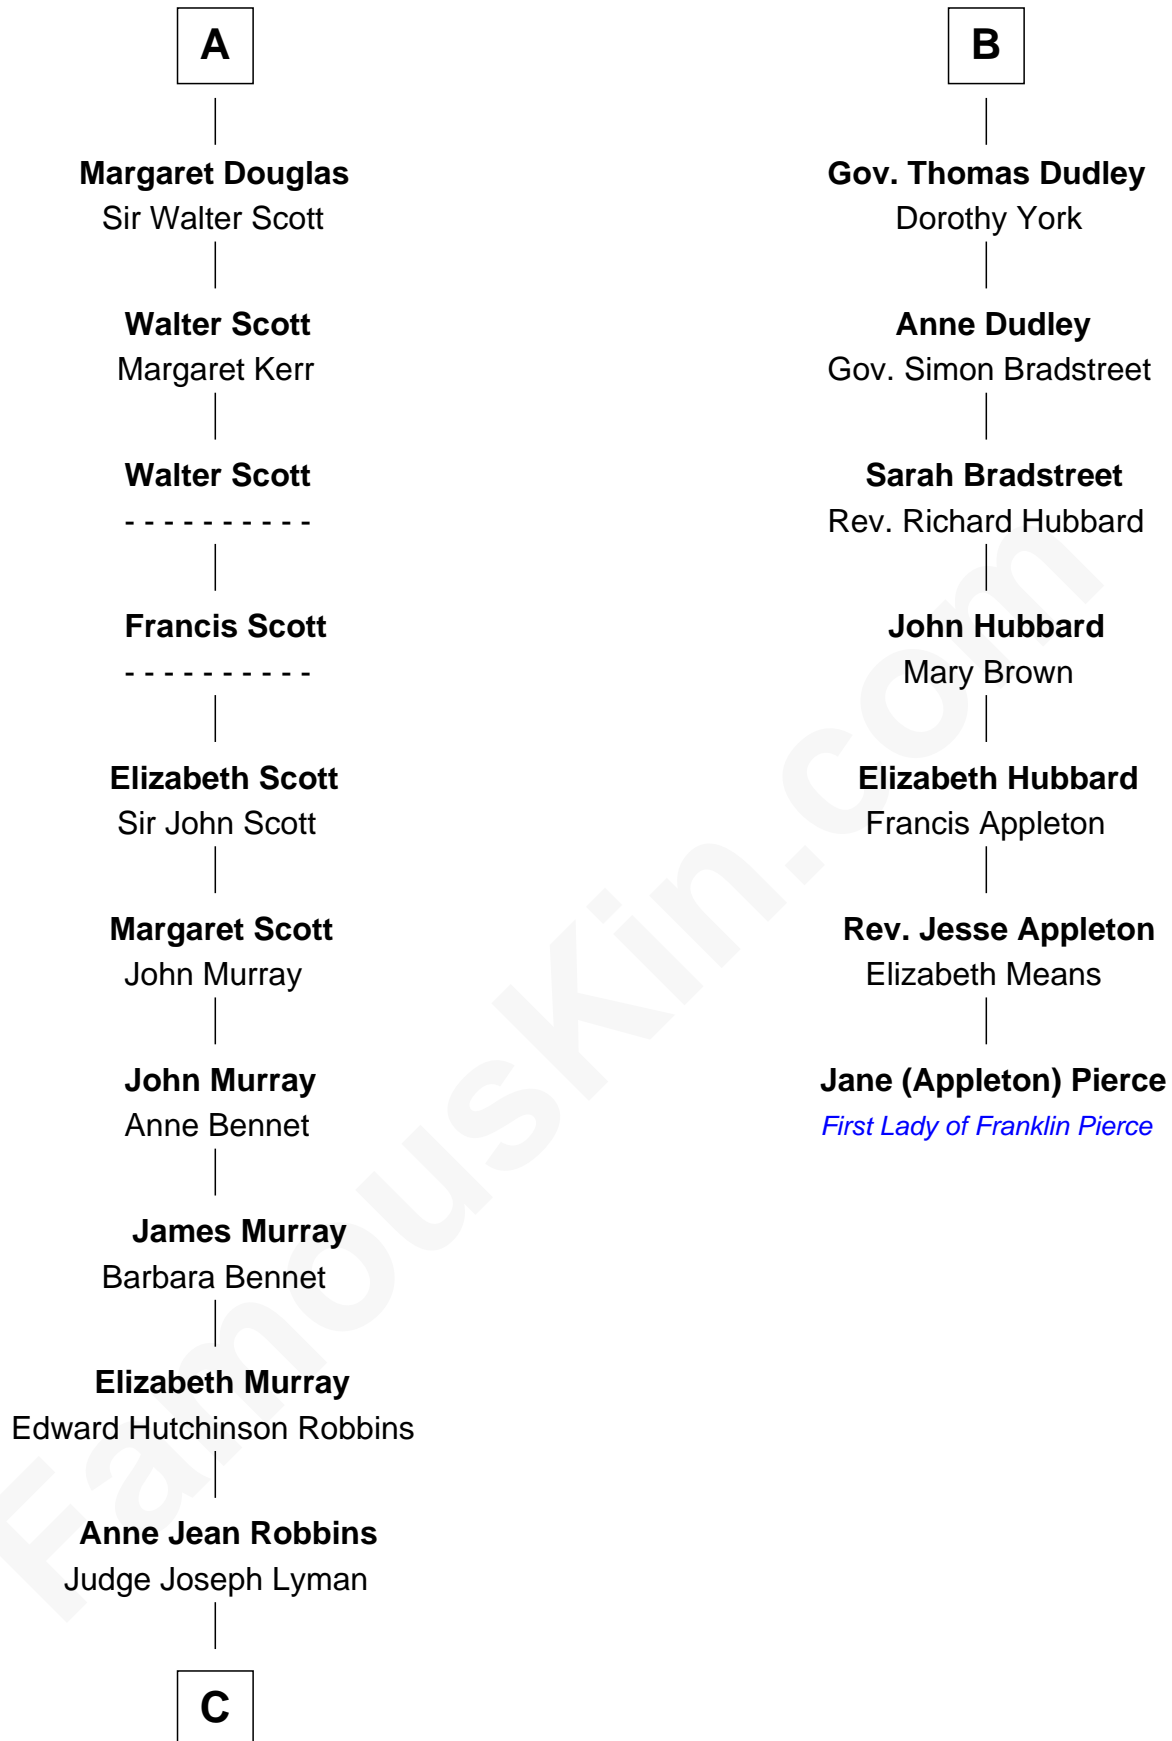 A
Margaret Douglas
Sir Walter Scott
Walter Scott
Margaret Kerr
Walter Scott
- - - - - - - - - -
Francis Scott
- - - - - - - - - -
Elizabeth Scott
Sir John Scott
Margaret Scott
John Murray
John Murray
Anne Bennet
James Murray
Barbara Bennet
Elizabeth Murray
Edward Hutchinson Robbins
Anne Jean Robbins
Judge Joseph Lyman
C
B
Gov. Thomas Dudley
Dorothy York
Anne Dudley
Gov. Simon Bradstreet
Sarah Bradstreet
Rev. Richard Hubbard
John Hubbard
Mary Brown
Elizabeth Hubbard
Francis Appleton
Rev. Jesse Appleton
Elizabeth Means
Jane (Appleton) Pierce
First Lady of Franklin Pierce
FamousKin.com